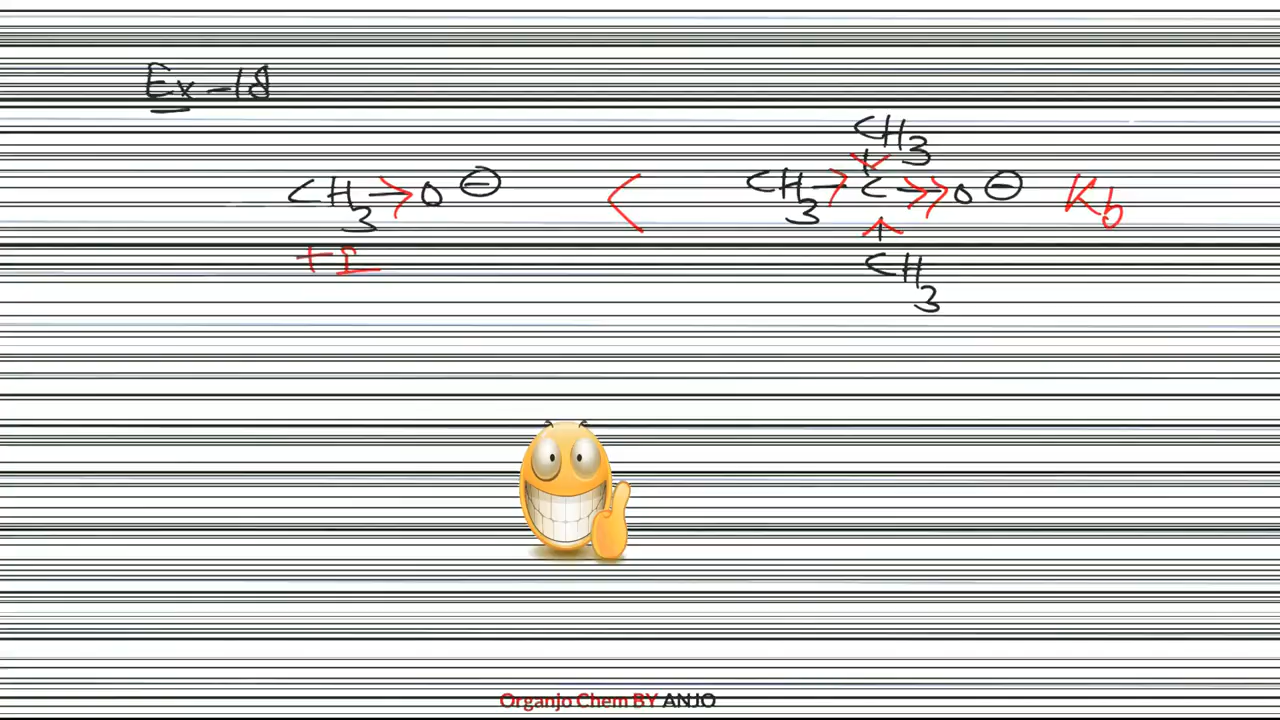 Ex-18
CH3→O⊖ < CH3→C(CH3)(CH3)→O⊖ Kb
+I
Organjo Chem BY ANJO